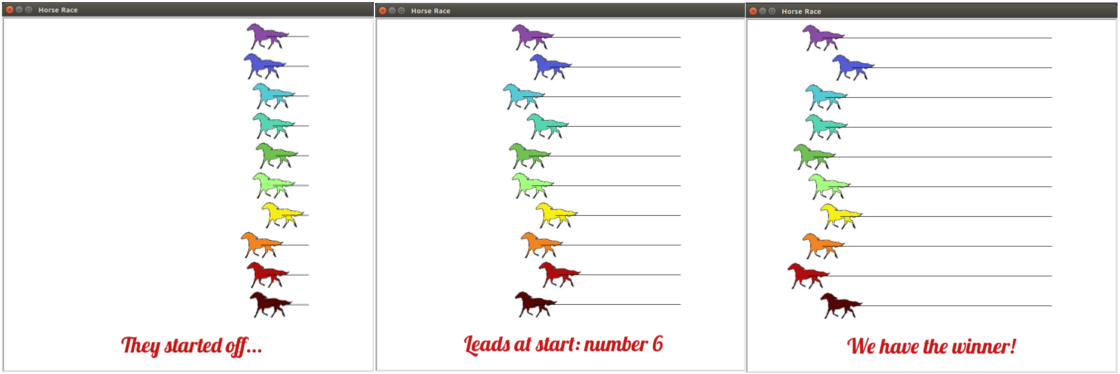 Horse Race
Horse Race
Horse Race
They started off...
Leads at start: number 6
We have the winner!